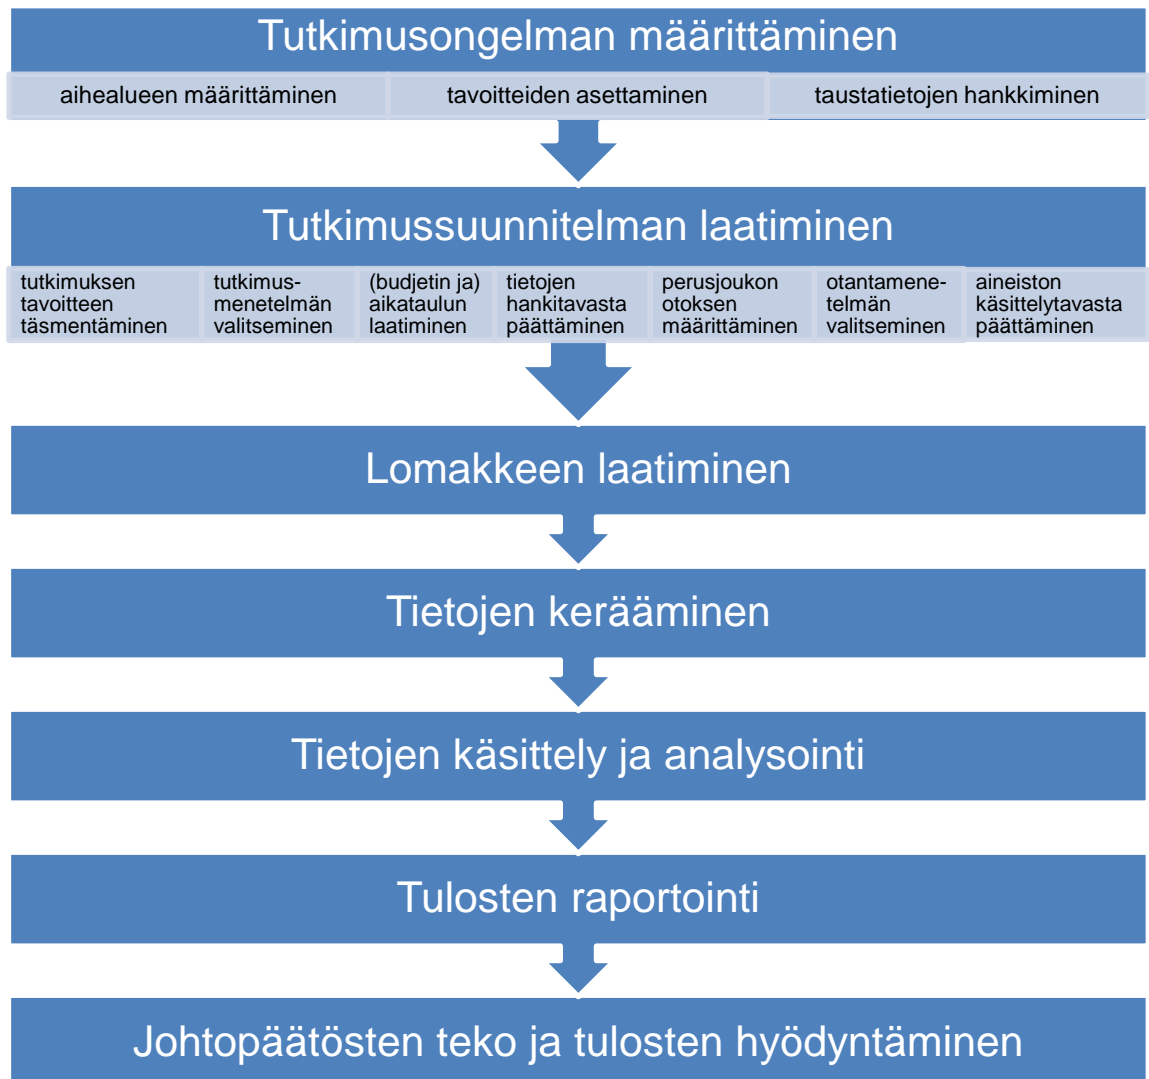 Tutkimusongelman määrittäminen
aihealueen määrittäminen
tavoitteiden asettaminen
taustatietojen hankkiminen
Tutkimussuunnitelman laatiminen
tutkimuksen
tavoitteen
täsmentäminen
tutkimus-
menetelmän
valitseminen
(budjetin ja)
aikataulun
laatiminen
tietojen
hankitavasta
päättäminen
perusjoukon
otoksen
määrittäminen
otantamene-
telmän
valitseminen
aineiston
käsittelytavasta
päättäminen
Lomakkeen laatiminen
Tietojen kerääminen
Tietojen käsittely ja analysointi
Tulosten raportointi
Johtopäätösten teko ja tulosten hyödyntäminen